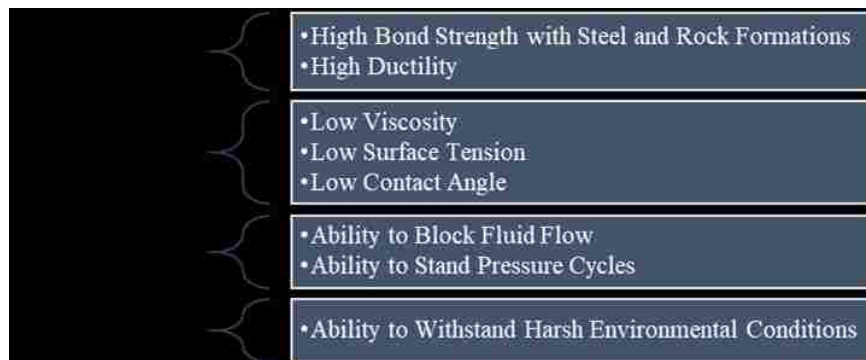 •Higth Bond Strength with Steel and Rock Formations
•High Ductility
•Low Viscosity
•Low Surface Tension
•Low Contact Angle
•Ability to Block Fluid Flow
•Ability to Stand Pressure Cycles
•Ability to Withstand Harsh Environmental Conditions